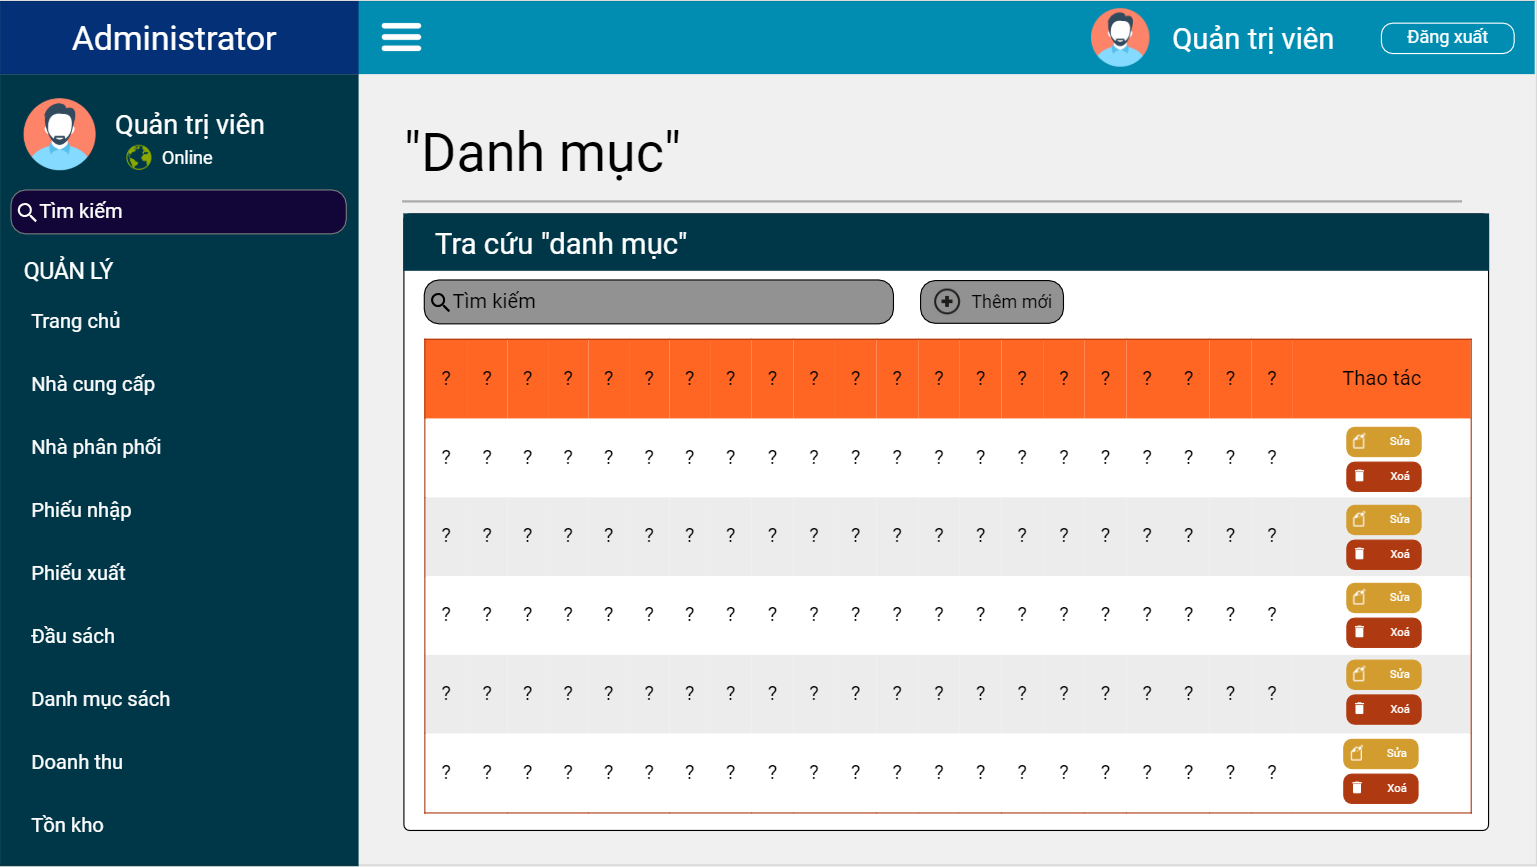 Administrator
Quản trị viên
Đăng xuất
Quản trị viên
Online
Tìm kiếm
QUẢN LÝ
Trang chủ
Nhà cung cấp
Nhà phân phối
Phiếu nhập
Phiếu xuất
Đầu sách
Danh mục sách
Doanh thu
Tồn kho
"Danh mục"
Tra cứu "danh mục"
Tìm kiếm
Thêm mới
? ? ? ? ? ? ? ? ? ? ? ? ? ? ? ? ? ? ? ? ? Thao tác
? ? ? ? ? ? ? ? ? ? ? ? ? ? ? ? ? ? ? ? ?
Sửa
Xoá
? ? ? ? ? ? ? ? ? ? ? ? ? ? ? ? ? ? ? ? ?
Sửa
Xoá
? ? ? ? ? ? ? ? ? ? ? ? ? ? ? ? ? ? ? ? ?
Sửa
Xoá
? ? ? ? ? ? ? ? ? ? ? ? ? ? ? ? ? ? ? ? ?
Sửa
Xoá
? ? ? ? ? ? ? ? ? ? ? ? ? ? ? ? ? ? ? ? ?
Sửa
Xoá